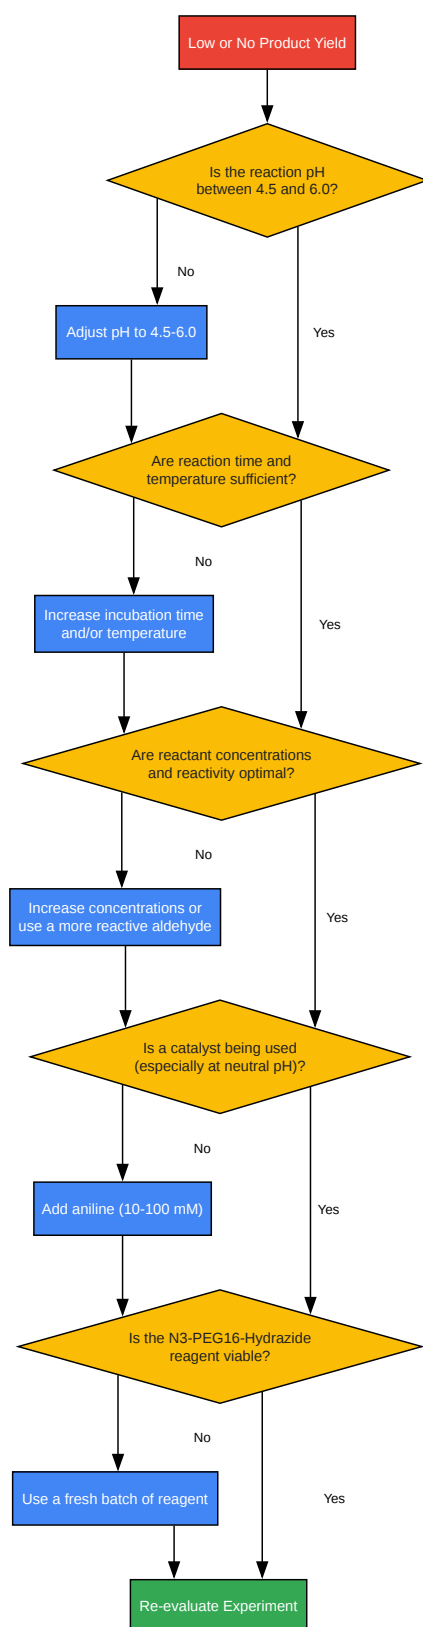 Low or No Product Yield
Is the reaction pH
between 4.5 and 6.0?
No
Yes
Adjust pH to 4.5-6.0
Are reaction time and
temperature sufficient?
No
Increase incubation time
and/or temperature
Yes
Are reactant concentrations
and reactivity optimal?
No
Increase concentrations or
use a more reactive aldehyde
Yes
Is a catalyst being used
(especially at neutral pH)?
No
Add aniline (10-100 mM)
Yes
Is the N3-PEG16-Hydrazide
reagent viable?
No
Use a fresh batch of reagent
Yes
Re-evaluate Experiment